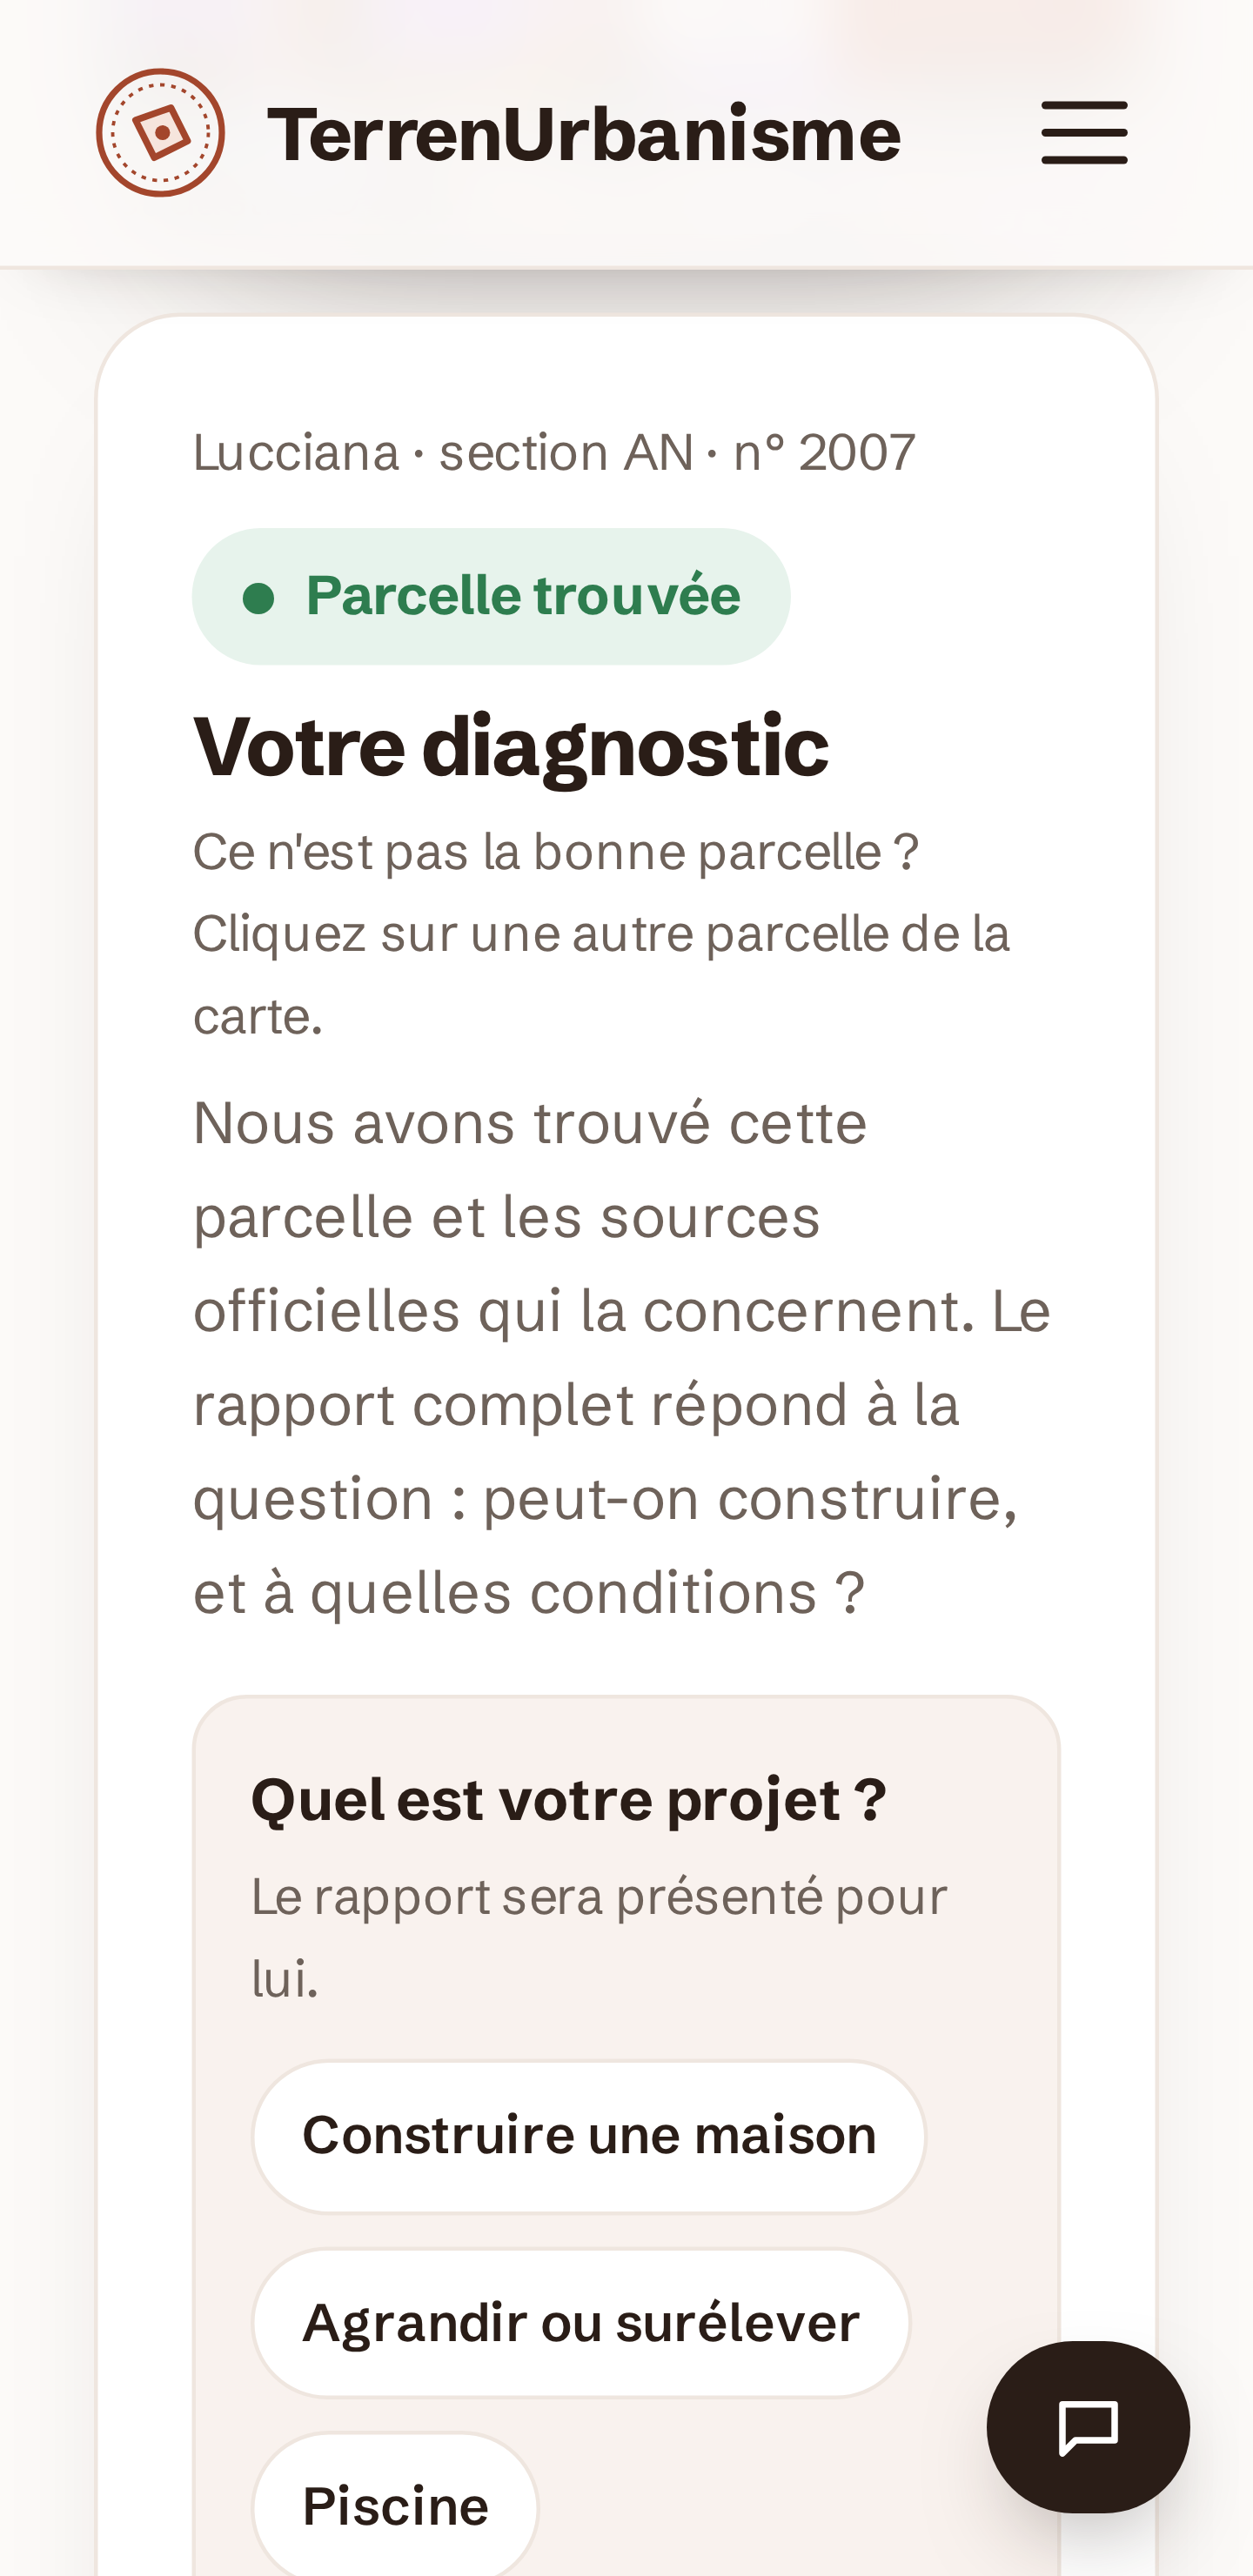 TerrenUrbanisme
Lucciana · section AN · n° 2007
Parcelle trouvée
Votre diagnostic
Ce n'est pas la bonne parcelle ?
Cliquez sur une autre parcelle de la
carte.
Nous avons trouvé cette
parcelle et les sources
officielles qui la concernent. Le
rapport complet répond à la
question : peut-on construire,
et à quelles conditions ?
Quel est votre projet ?
Le rapport sera présenté pour
lui.
Construire une maison
Agrandir ou surélever
Piscine